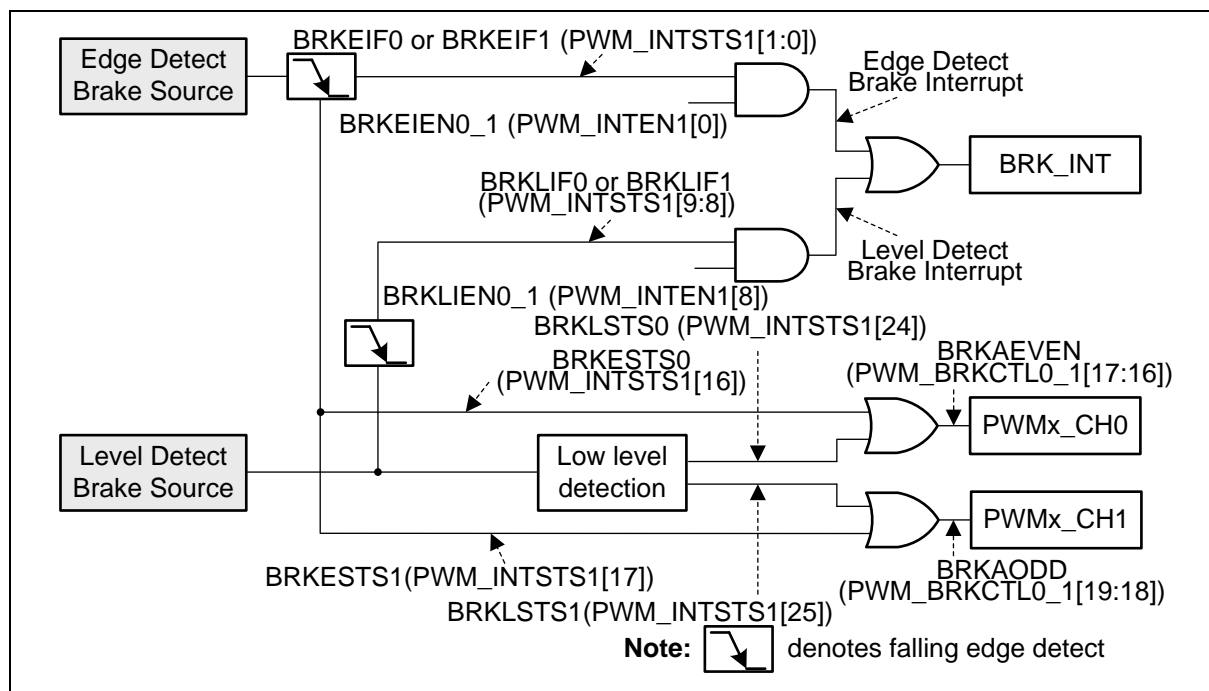 Edge Detect
Brake Source
BRKEIF0 or BRKEIF1 (PWM_INTSTS1[1:0])
Edge Detect
Brake Interrupt
BRKEIEN0_1 (PWM_INTEN1[0])
BRK_INT
BRKLIF0 or BRKLIF1
(PWM_INTSTS1[9:8])
Level Detect
Brake Interrupt
BRKLIEN0_1 (PWM_INTEN1[8])
BRKLSTS0 (PWM_INTSTS1[24])
BRKESTS0
(PWM_INTSTS1[16])
BRKAEVEN
(PWM_BRKCTL0_1[17:16])
PWMx_CH0
Level Detect
Brake Source
Low level
detection
PWMx_CH1
BRKESTS1(PWM_INTSTS1[17])
BRKAODD
(PWM_BRKCTL0_1[19:18])
BRKLSTS1(PWM_INTSTS1[25])
Note: denotes falling edge detect